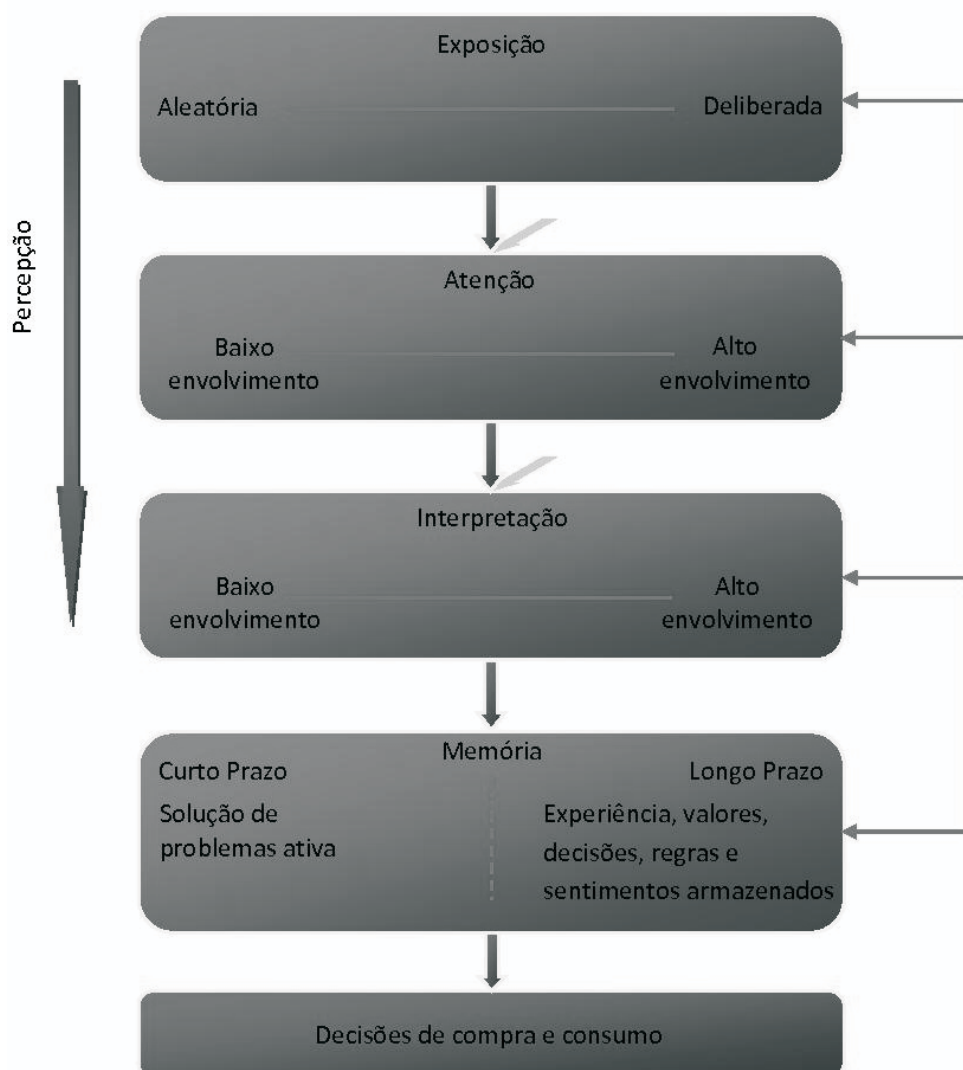 Exposição
Aleatória
Deliberada
Percepção
Atenção
Baixo
envolvimento
Alto
envolvimento
Interpretação
Baixo
envolvimento
Alto
envolvimento
Memória
Curto Prazo
Solução de
problemas ativa
Longo Prazo
Experiência, valores,
decisões, regras e
sentimentos armazenados
Decisões de compra e consumo